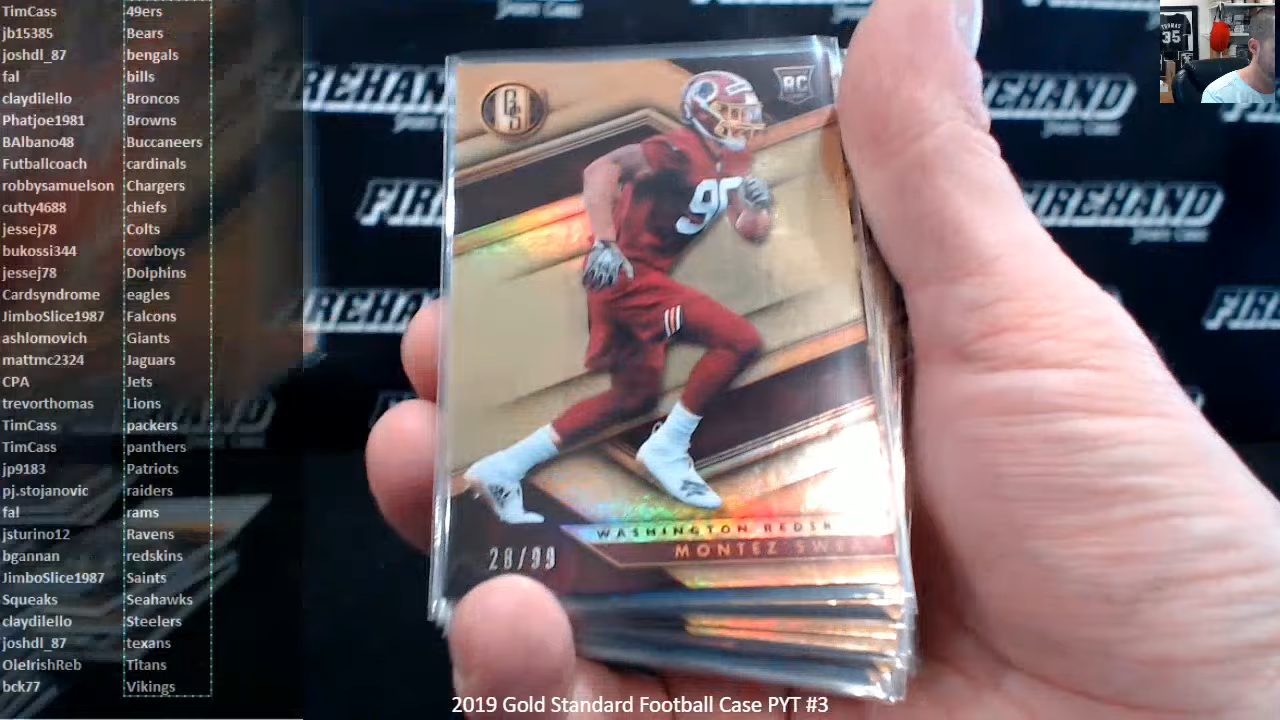 TimCass 49ers
jb15385 Bears
joshdl_87 bengals
fal bills
claydilello Broncos
Phatjoe1981 Browns
BAlbano48 Buccaneers
Futballcoach cardinals
robbysamuelson Chargers
cutty4688 chiefs
jessej78 Colts
bukossi344 cowboys
jessej78 Dolphins
Cardsyndrome eagles
JimboSlice1987 Falcons
ashlomovich Giants
mattmc2324 Jaguars
CPA Jets
trevorthomas Lions
TimCass packers
TimCass panthers
jp9183 Patriots
pj.stojanovic raiders
fal rams
jsturino12 Ravens
bgannan redskins
JimboSlice1987 Saints
Squeaks Seahawks
claydilello Steelers
joshdl_87 texans
OleIrishReb Titans
bck77 Vikings
FIREHAND
FIREHAND
FIREHAND
FIREHAND
RC
90
WASHINGTON REDSK
MONTEZ SWE
28/99
THOMAS
35
2019 Gold Standard Football Case PYT #3